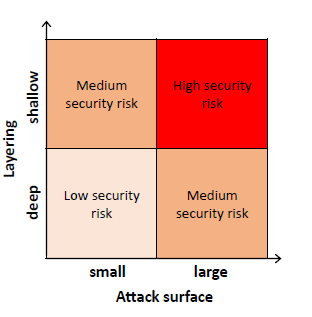 Layering
shallow
deep
Medium
security risk
High security
risk
Low security
risk
Medium
security risk
small
large
Attack surface